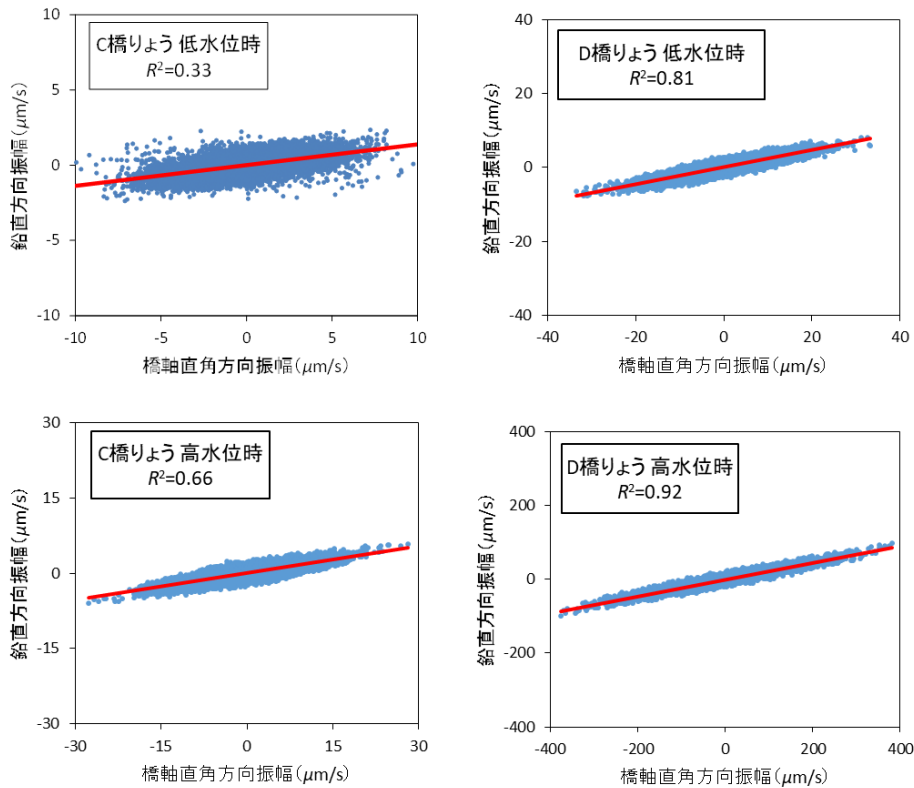 10
5
0
-5
-10
-10
-5
0
5
10
鉛直方向振幅(μm/s)
橋軸直角方向振幅(μm/s)
C橋りょう 低水位時
R²=0.33
40
20
0
-20
-40
-40
-20
0
20
40
鉛直方向振幅(μm/s)
橋軸直角方向振幅(μm/s)
D橋りょう 低水位時
R²=0.81
30
15
0
-15
-30
-30
-15
0
15
30
鉛直方向振幅(μm/s)
橋軸直角方向振幅(μm/s)
C橋りょう 高水位時
R²=0.66
400
200
0
-200
-400
-400
-200
0
200
400
鉛直方向振幅(μm/s)
橋軸直角方向振幅(μm/s)
D橋りょう 高水位時
R²=0.92